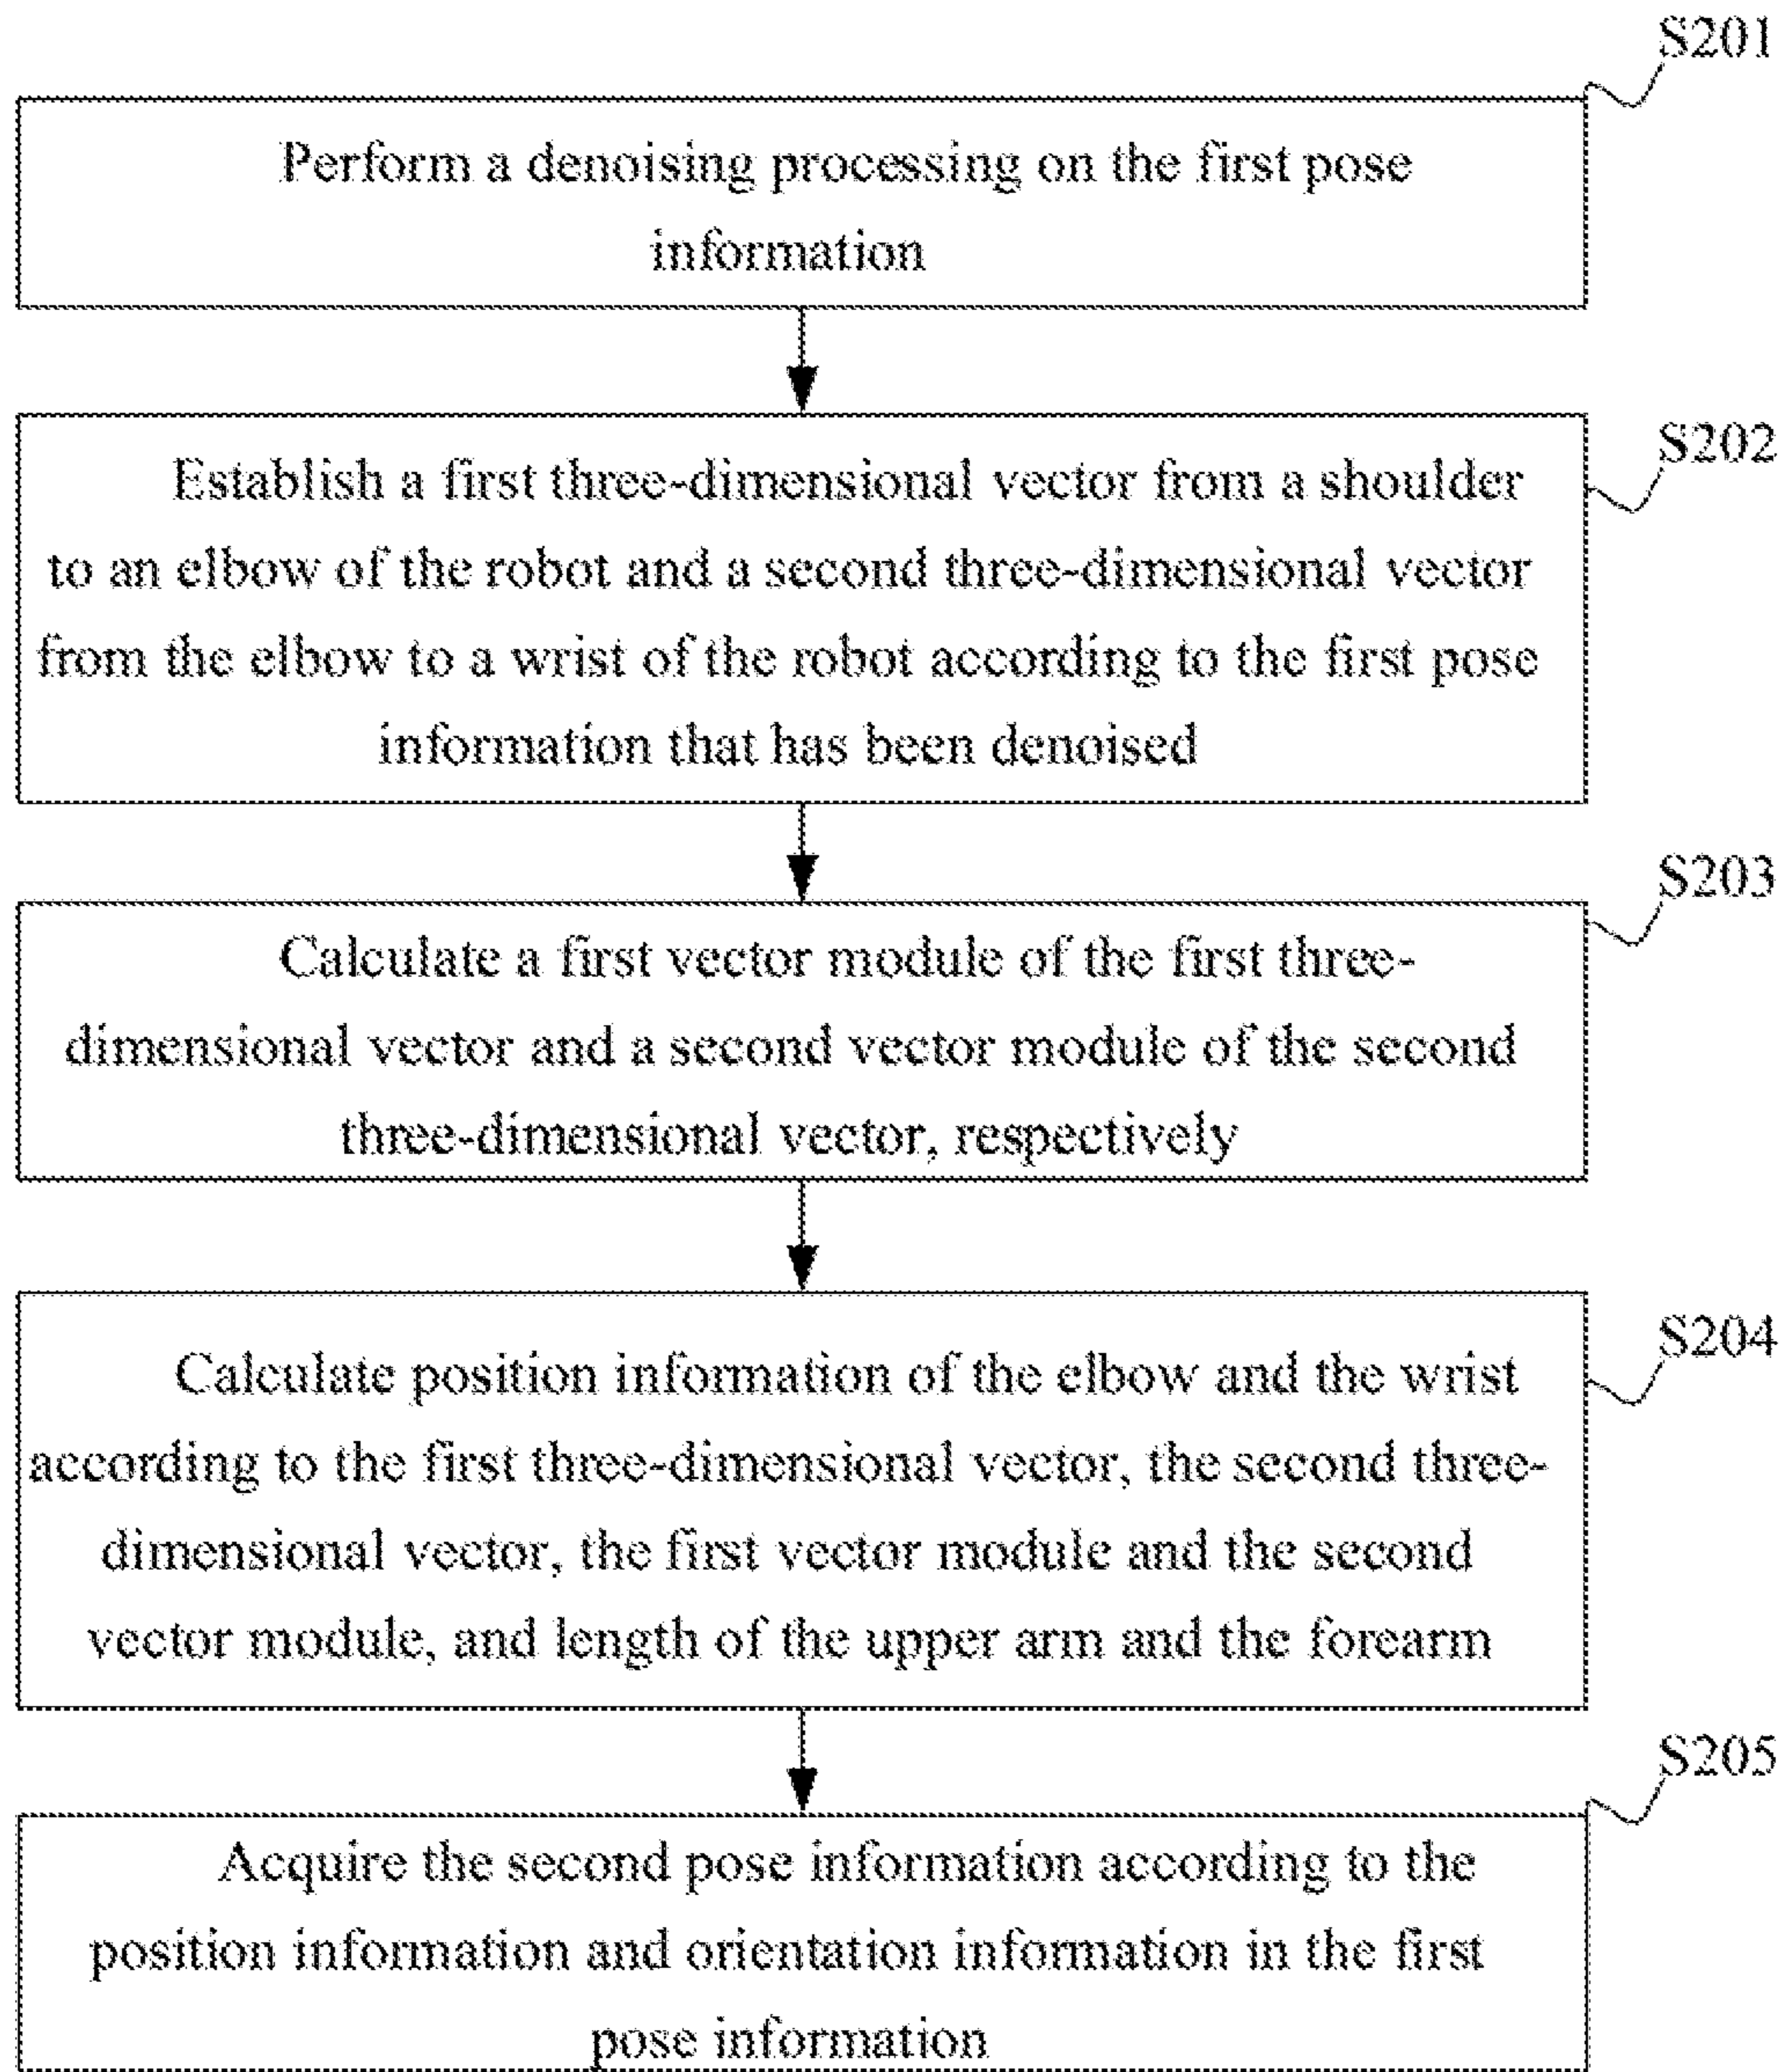 S201
Perform a denoising processing on the first pose
information
S202
Establish a first three-dimensional vector from a shoulder
to an elbow of the robot and a second three-dimensional vector
from the elbow to a wrist of the robot according to the first pose
information that has been denoised
S203
Calculate a first vector module of the first three-
dimensional vector and a second vector module of the second
three-dimensional vector, respectively
S204
Calculate position information of the elbow and the wrist
according to the first three-dimensional vector, the second three-
dimensional vector, the first vector module and the second
vector module, and length of the upper arm and the forearm
S205
Acquire the second pose information according to the
position information and orientation information in the first
pose information